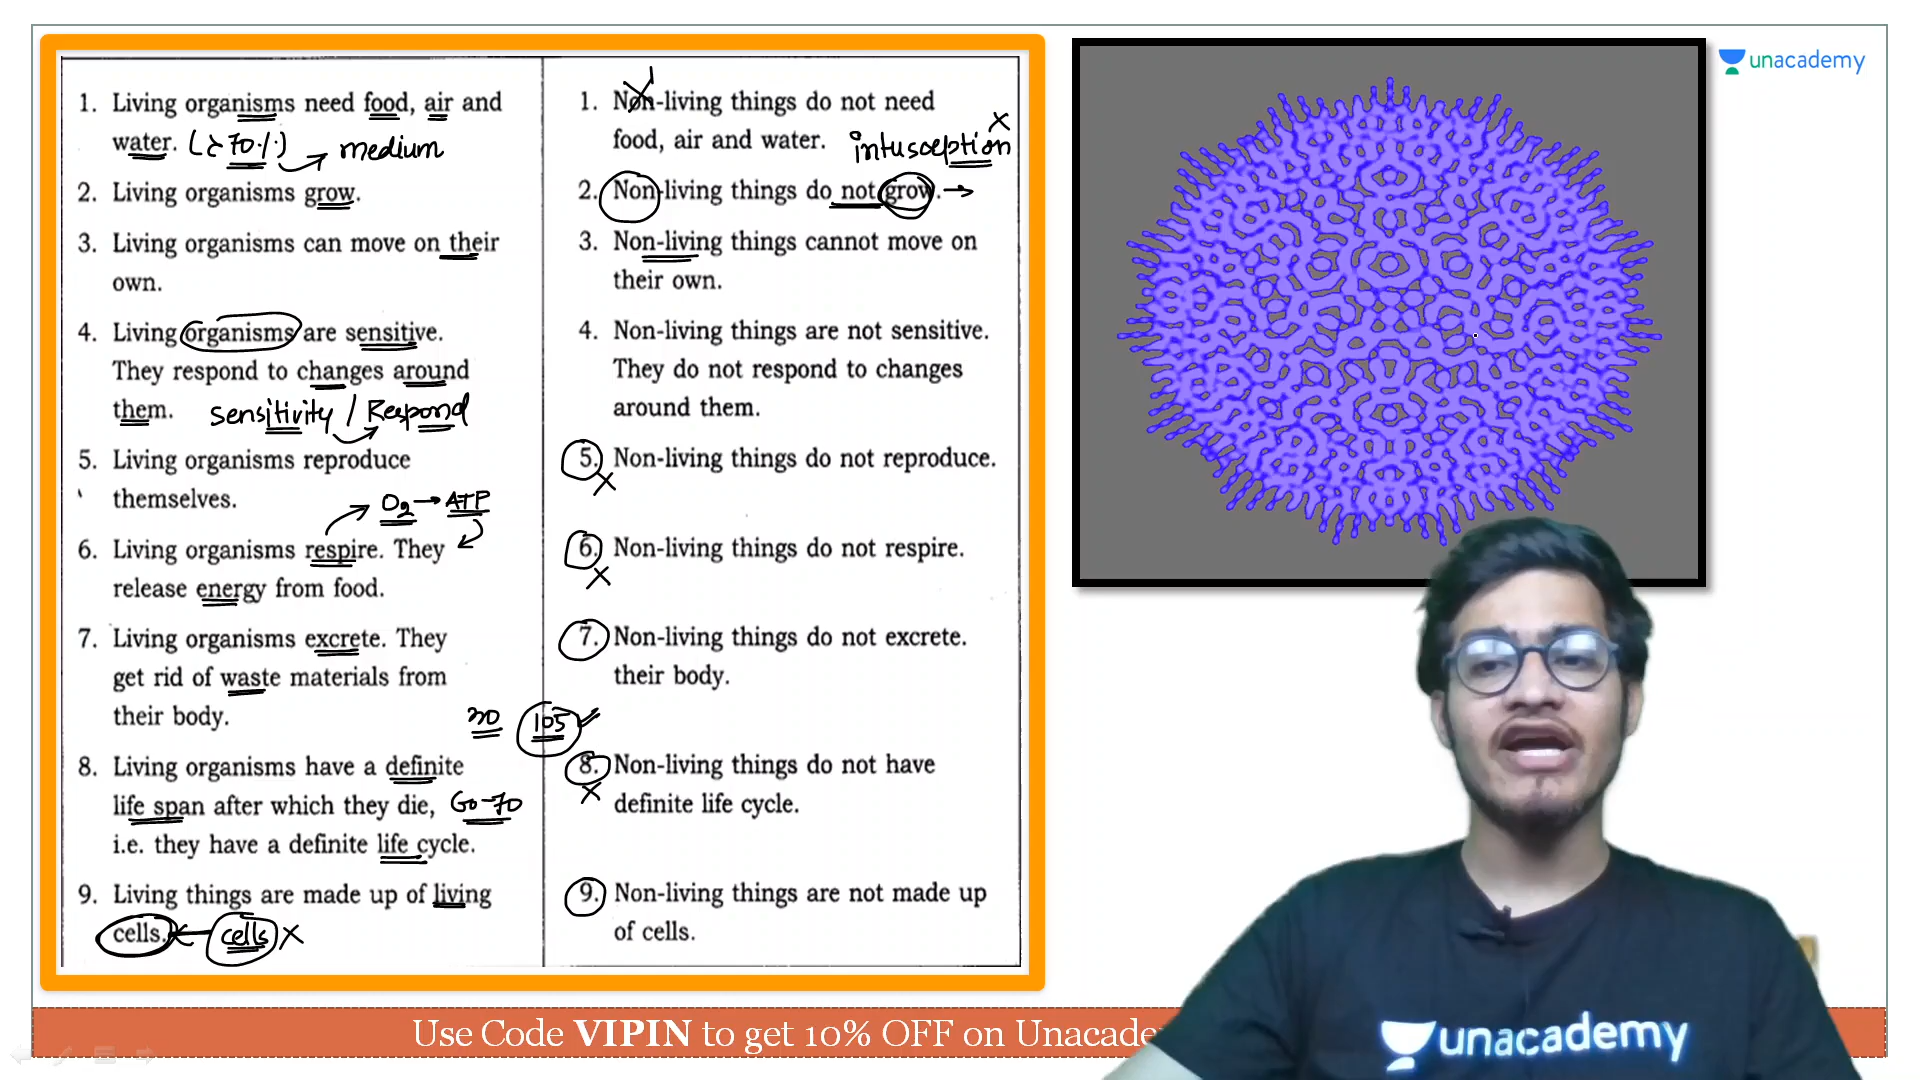 1. Living organisms need food, air and
water. (≥ 70%.) → medium
2. Living organisms grow.
3. Living organisms can move on their
own.
4. Living organisms are sensitive.
They respond to changes around
them. sensitivity / Respond
5. Living organisms reproduce
themselves.
O2 → ATP
6. Living organisms respire. They
release energy from food.
7. Living organisms excrete. They
get rid of waste materials from
their body.
105
8. Living organisms have a definite
life span after which they die, 60-70
i.e. they have a definite life cycle.
9. Living things are made up of living
cells. cells X
1. Non-living things do not need
food, air and water. intusception X
2. Non-living things do not grow. →
3. Non-living things cannot move on
their own.
4. Non-living things are not sensitive.
They do not respond to changes
around them.
5. Non-living things do not reproduce.
X
6. Non-living things do not respire.
X
7. Non-living things do not excrete.
their body.
8. Non-living things do not have
X definite life cycle.
9. Non-living things are not made up
of cells.
unacademy
unacademy
Use Code VIPIN to get 10% OFF on